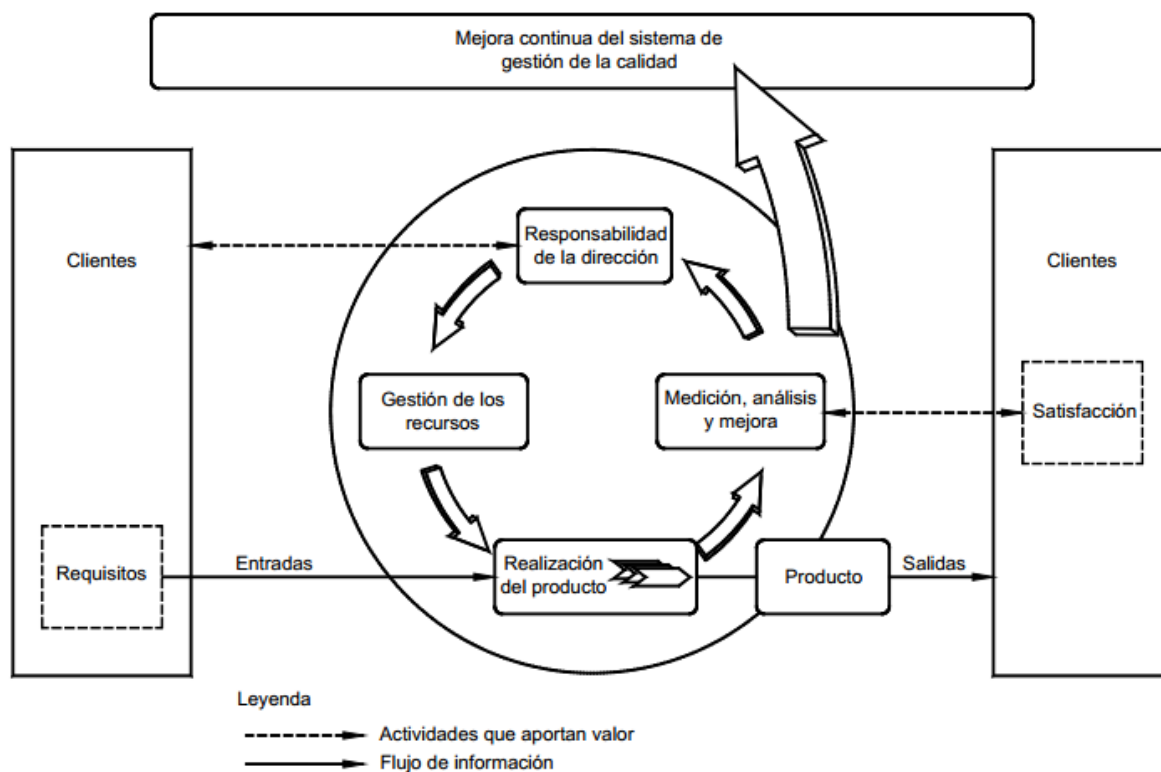 Mejora continua del sistema de
gestión de la calidad
Clientes
Responsabilidad
de la dirección
Clientes
Gestión de los
recursos
Medición, análisis
y mejora
Satisfacción
Requisitos
Entradas
Realización
del producto
Producto
Salidas
Leyenda
Actividades que aportan valor
Flujo de información